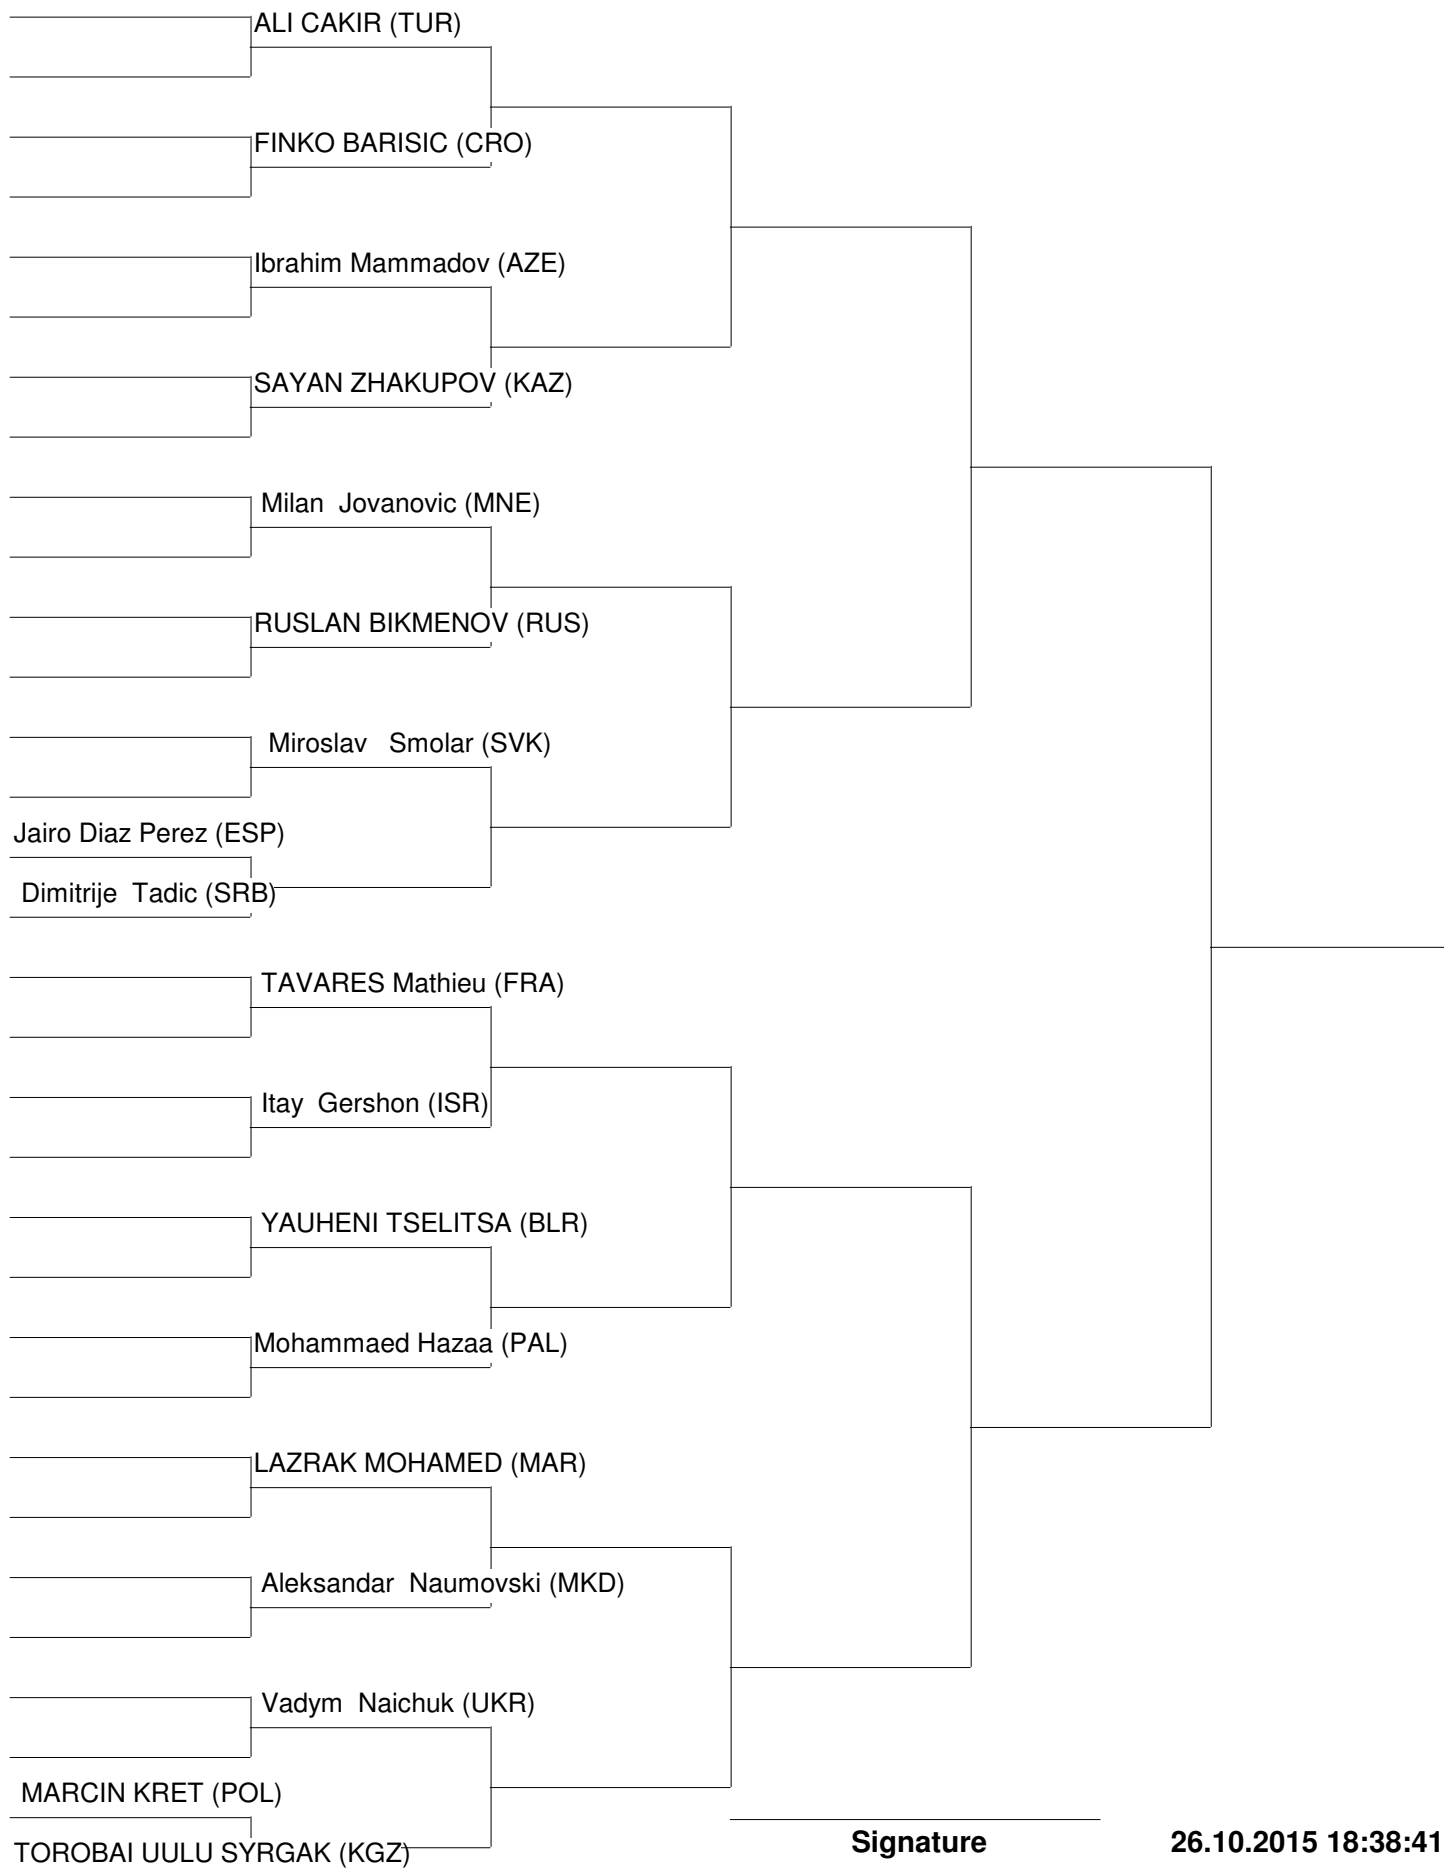 ALI CAKIR (TUR)
FINKO BARISIC (CRO)
Ibrahim Mammadov (AZE)
SAYAN ZHAKUPOV (KAZ)
Milan  Jovanovic (MNE)
RUSLAN BIKMENOV (RUS)
Miroslav   Smolar (SVK)
Jairo Diaz Perez (ESP)
Dimitrije  Tadic (SRB)
TAVARES Mathieu (FRA)
Itay  Gershon (ISR)
YAUHENI TSELITSA (BLR)
Mohammaed Hazaa (PAL)
LAZRAK MOHAMED (MAR)
Aleksandar  Naumovski (MKD)
Vadym  Naichuk (UKR)
MARCIN KRET (POL)
TOROBAI UULU SYRGAK (KGZ)
Signature
26.10.2015 18:38:41